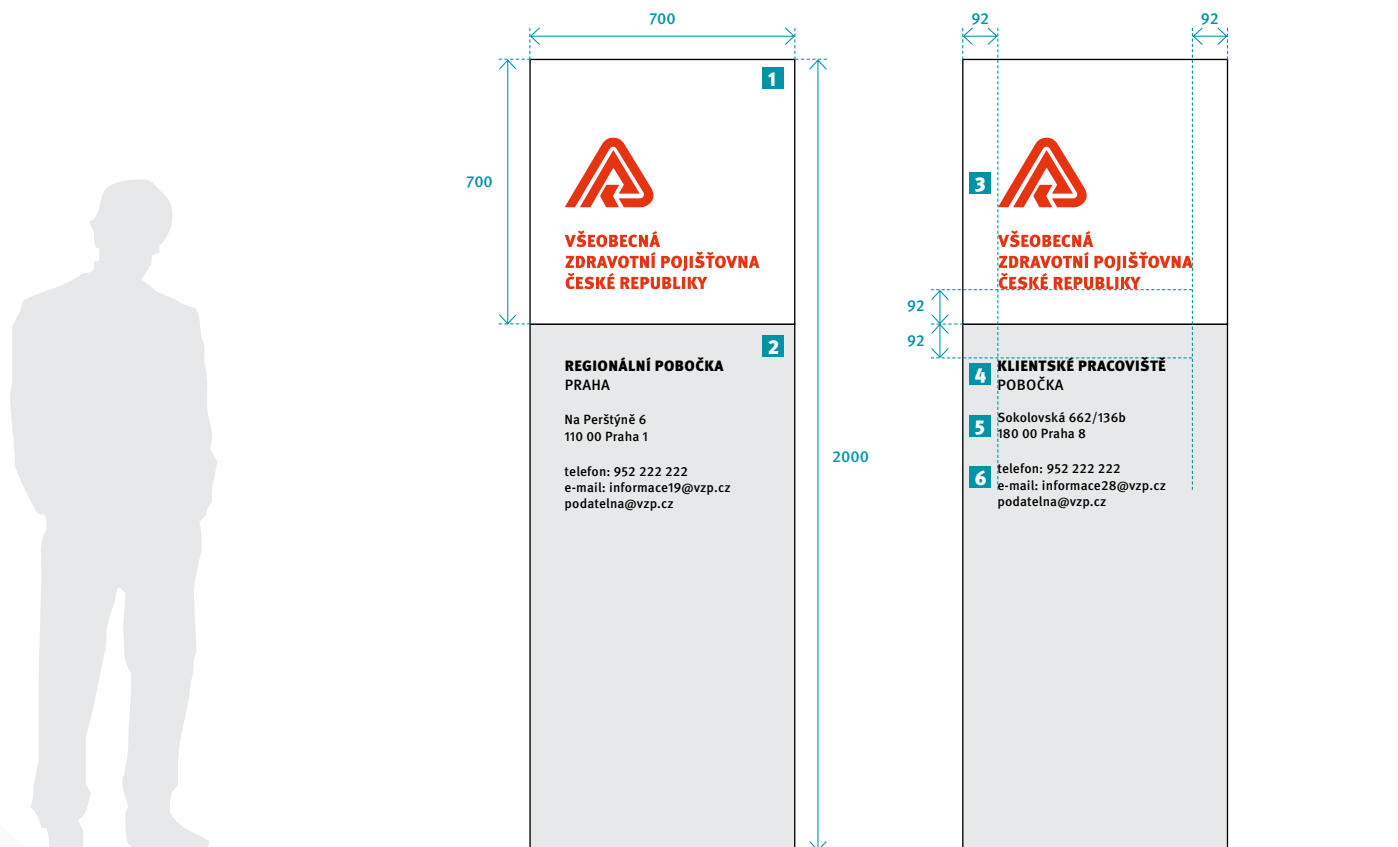 700
700
1
VŠEOBECNÁ
ZDRAVOTNÍ POJIŠŤOVNA
ČESKÉ REPUBLIKY
2
REGIONÁLNÍ POBOČKA
PRAHA
Na Perštýně 6
110 00 Praha 1
telefon: 952 222 222
e-mail: informace19@vzp.cz
podatelna@vzp.cz
2000
92
92
3
VŠEOBECNÁ
ZDRAVOTNÍ POJIŠŤOVNA
ČESKÉ REPUBLIKY
92
92
4
KLIENTSKÉ PRACOVIŠTĚ
POBOČKA
5
Sokolovská 662/136b
180 00 Praha 8
6
telefon: 952 222 222
e-mail: informace28@vzp.cz
podatelna@vzp.cz